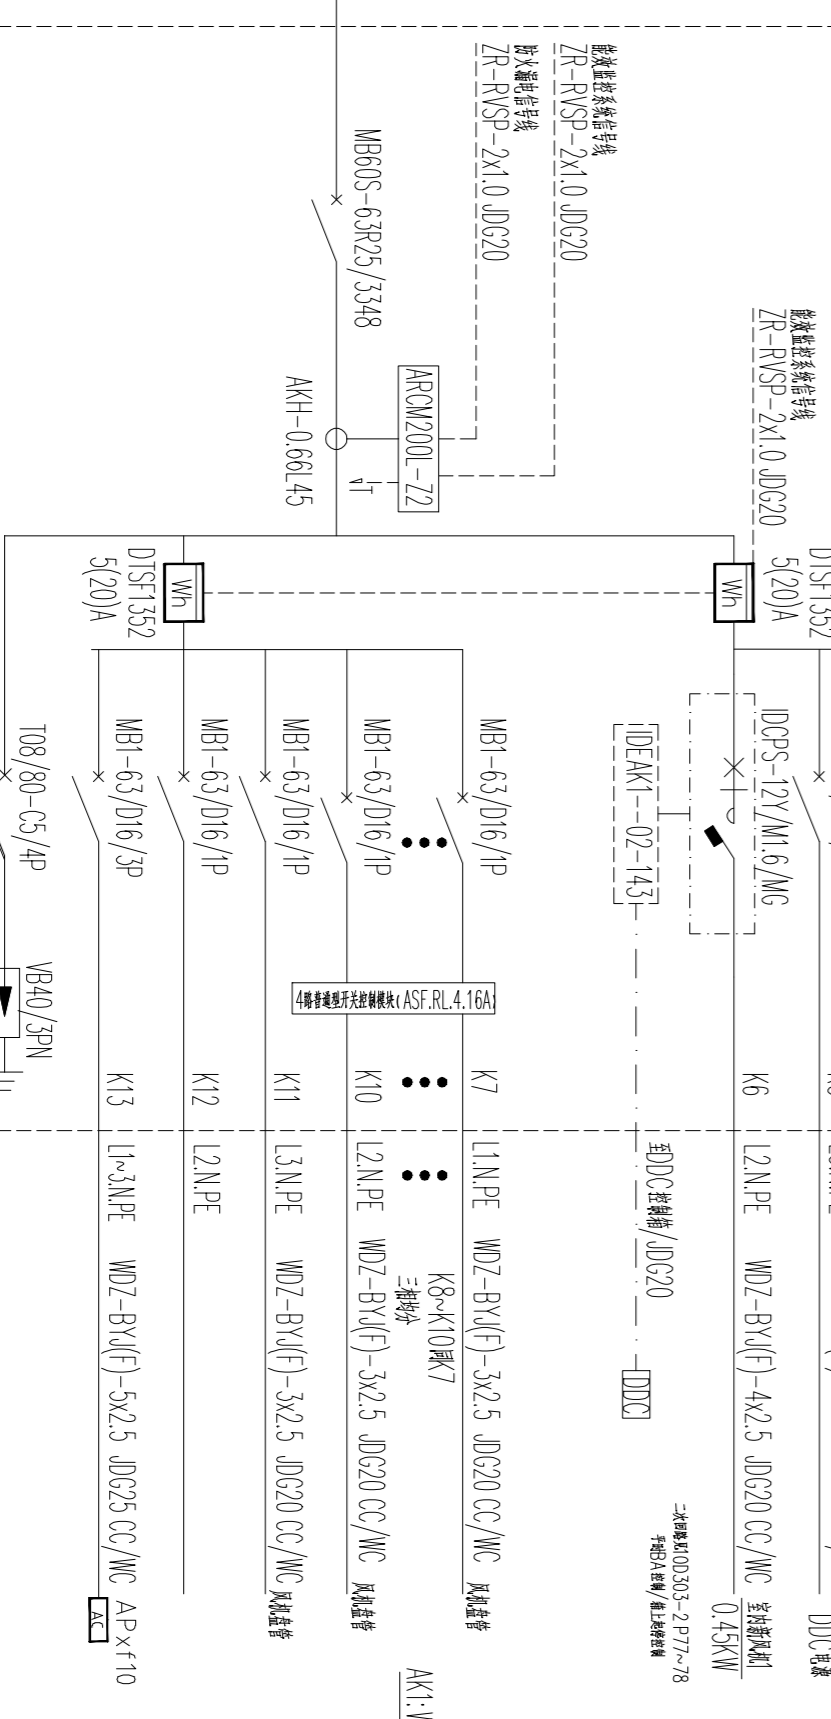 能效监控系统信号线
ZR-RVSP-2x1.0 JDG20
防火漏电信号线
ZR-RVSP-2x1.0 JDG20
MB60S-63R25/3348
ARCM200L-Z2
AKH-0.66L45
T
能效监控系统信号线
ZR-RVSP-2x1.0 JDG20
DTSF1352
5(20)A
Wh
DTSF1352
5(20)A
Wh
IDCPS-12Y/M1.6/MG
IDEAK1--02-143
K6
L2.N.PE
WDZ-BYJ(F)-4x2.5 JDG20 CC/WC
室内新风机1
0.45KW
DDC电源
至DDC控制箱/JDG20
DDC
二次回路见10D303-2 P77~78
平时BA控制/箱上起停控制
MB1-63/D16/1P
K7
L1.N.PE
WDZ-BYJ(F)-3x2.5 JDG20 CC/WC
风机盘管
K8~K10同K7
三相均分
4路普通型开关控制模块(ASF.RL.4.16A)
MB1-63/D16/1P
K10
L2.N.PE
WDZ-BYJ(F)-3x2.5 JDG20 CC/WC
风机盘管
MB1-63/D16/1P
K11
L3.N.PE
WDZ-BYJ(F)-3x2.5 JDG20 CC/WC
风机盘管
MB1-63/D16/1P
K12
L2.N.PE
MB1-63/D16/3P
K13
L1~3.N.PE
WDZ-BYJ(F)-5x2.5 JDG25 CC/WC
APxf10
AC
T08/80-C5/4P
VB40/3PN
AK1: